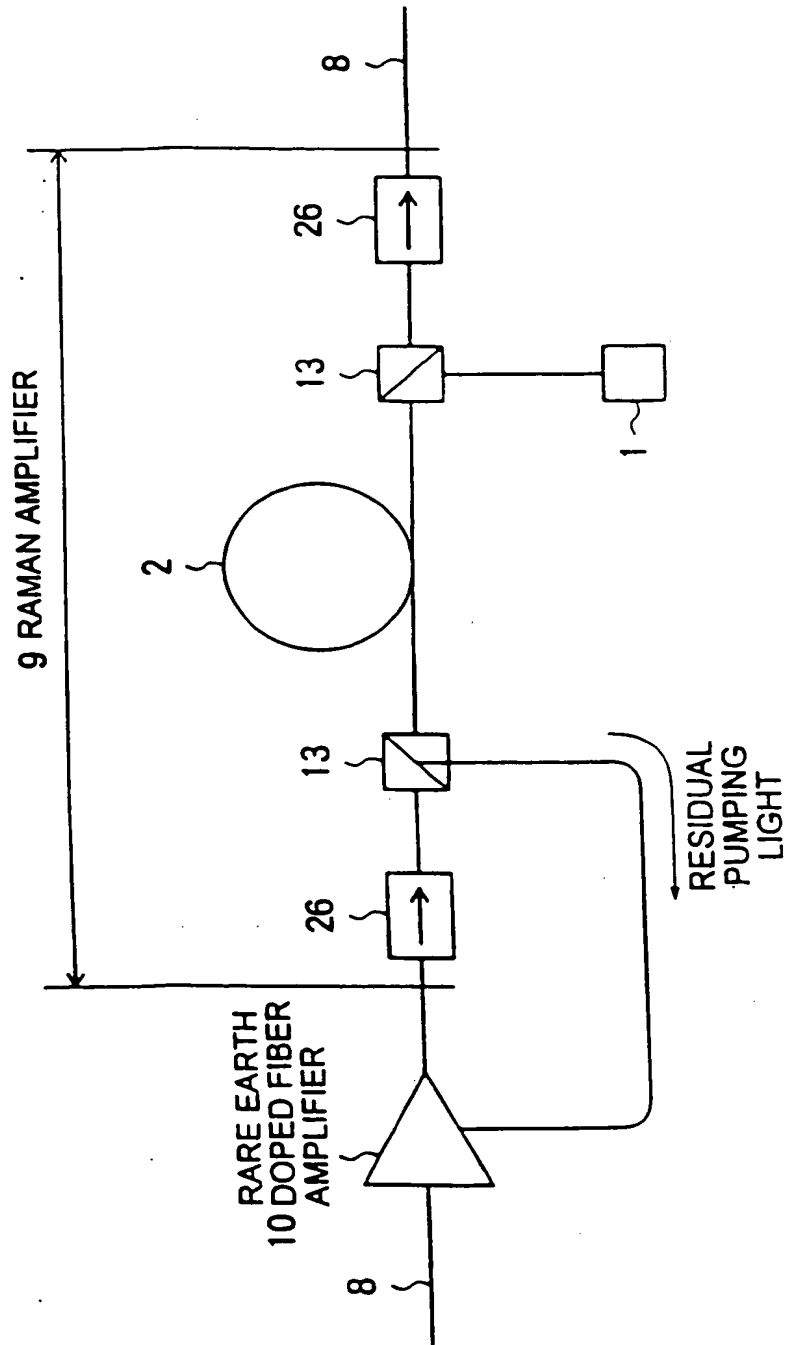 9 RAMAN AMPLIFIER
2
26
8
13
1
13
26
RARE EARTH
10 DOPED FIBER
AMPLIFIER
8
RESIDUAL
PUMPING
LIGHT